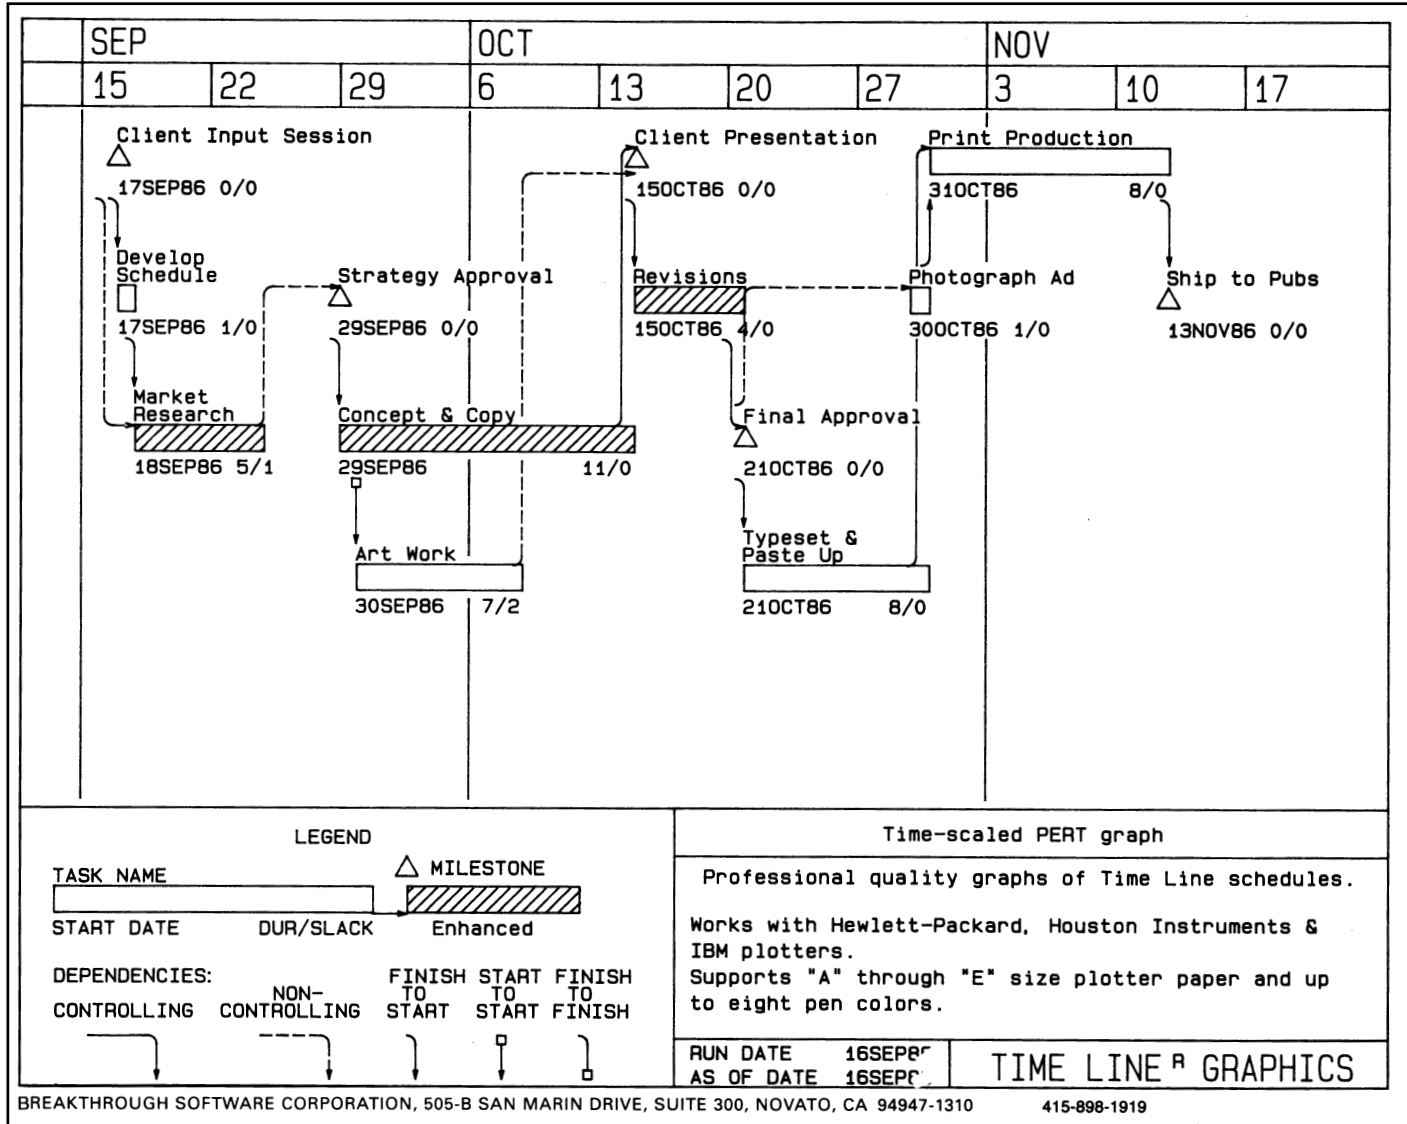 SEP OCT NOV
15 22 29 6 13 20 27 3 10 17
Client Input Session
17SEP86 0/0
Develop
Schedule
17SEP86 1/0
Market
Research
18SEP86 5/1
Strategy Approval
29SEP86 0/0
Concept & Copy
29SEP86 11/0
Art Work
30SEP86 7/2
Client Presentation
15OCT86 0/0
Revisions
15OCT86 4/0
Final Approval
21OCT86 0/0
Typeset &
Paste Up
21OCT86 8/0
Print Production
31OCT86 8/0
Photograph Ad
30OCT86 1/0
Ship to Pubs
13NOV86 0/0
LEGEND
TASK NAME
MILESTONE
START DATE DUR/SLACK Enhanced
DEPENDENCIES:
CONTROLLING
NON-
CONTROLLING
FINISH
TO
START
START
TO
START
FINISH
TO
FINISH
Time-scaled PERT graph
Professional quality graphs of Time Line schedules.
Works with Hewlett-Packard, Houston Instruments &
IBM plotters.
Supports "A" through "E" size plotter paper and up
to eight pen colors.
RUN DATE
AS OF DATE
TIME LINE R GRAPHICS
BREAKTHROUGH SOFTWARE CORPORATION, 505-B SAN MARIN DRIVE, SUITE 300, NOVATO, CA 94947-1310 415-898-1919